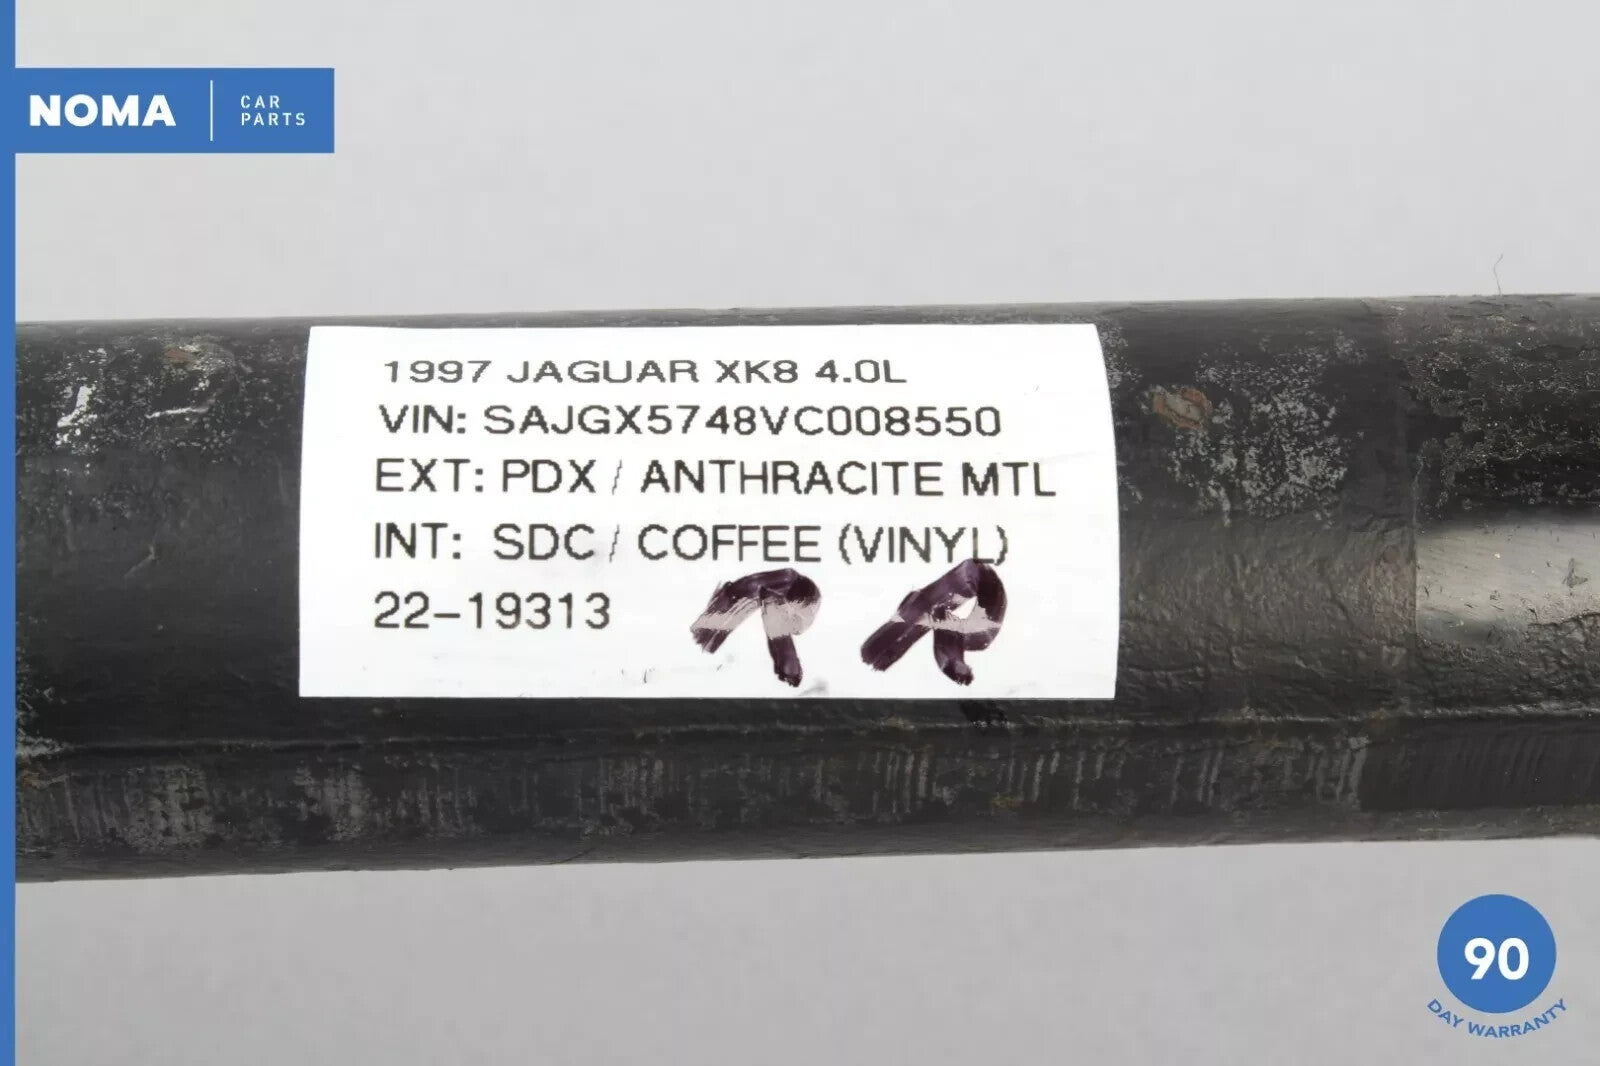 NOMA
CAR
PARTS
1997 JAGUAR XK8 4.0L
VIN: SAJGX5748VC008550
EXT: PDX / ANTHRACITE MTL
INT: SDC / COFFEE (VINYL)
22-19313
R R
90
DAY WARRANTY